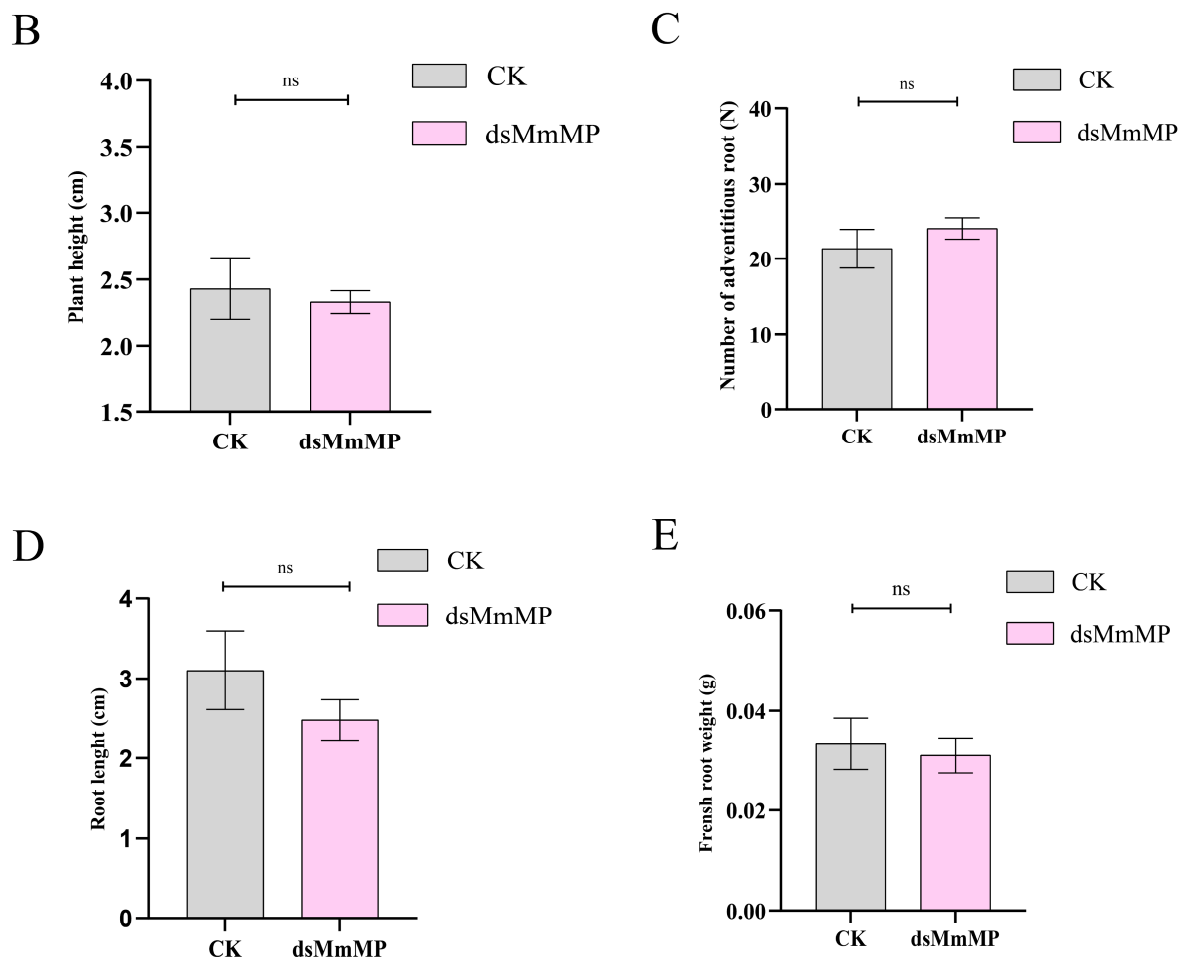 B
ns
CK
dsMmMP
4.0
3.5
3.0
2.5
2.0
1.5
Plant height (cm)
CK
dsMmMP
C
ns
CK
dsMmMP
40
30
20
10
0
Number of adventitious root (N)
CK
dsMmMP
D
ns
CK
dsMmMP
4
3
2
1
0
Root lenght (cm)
CK
dsMmMP
E
ns
CK
dsMmMP
0.06
0.04
0.02
0.00
Frensh root weight (g)
CK
dsMmMP